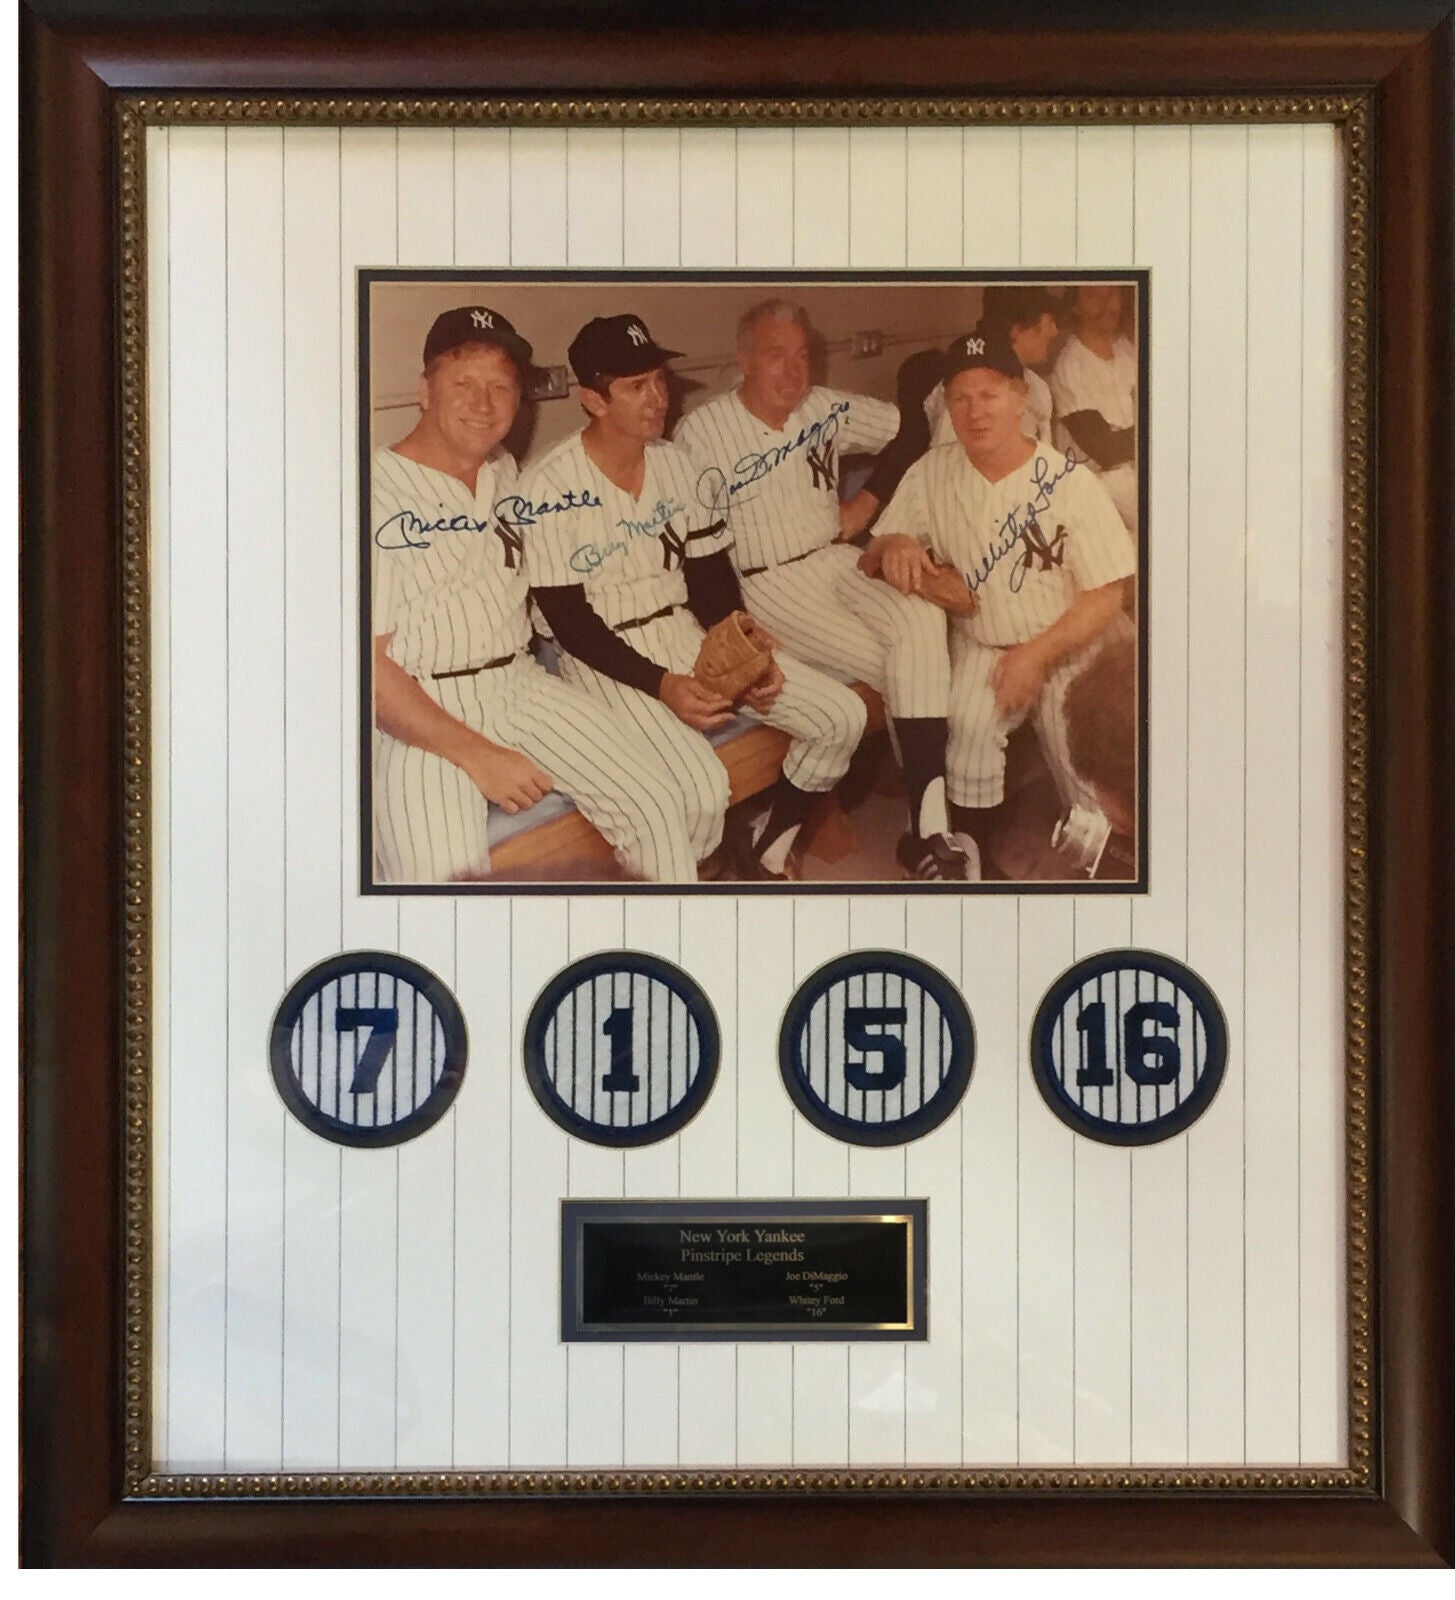 Mickey Mantle
Billy Martin
Joe DiMaggio
Whitey Ford
7 1 5 16
New York Yankee
Pinstripe Legends
Mickey Mantle Joe DiMaggio
"7" "5"
Billy Martin Whitey Ford
"1" "16"